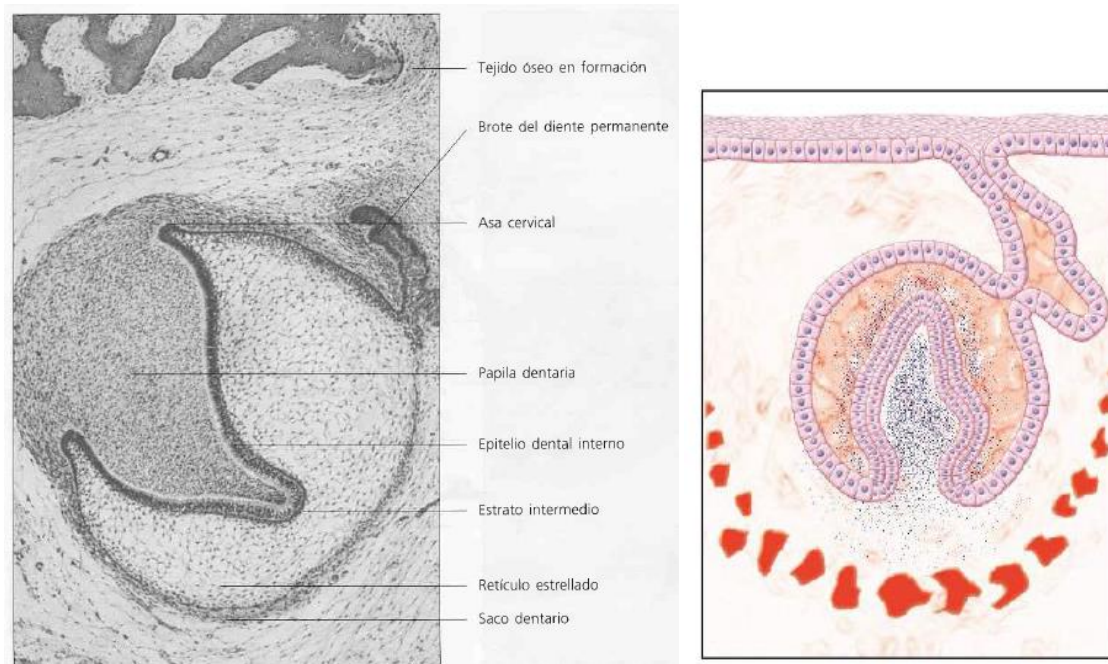 Tejido óseo en formación
Brote del diente permanente
Asa cervical
Papila dentaria
Epitelio dental interno
Estrato intermedio
Retículo estrellado
Saco dentario